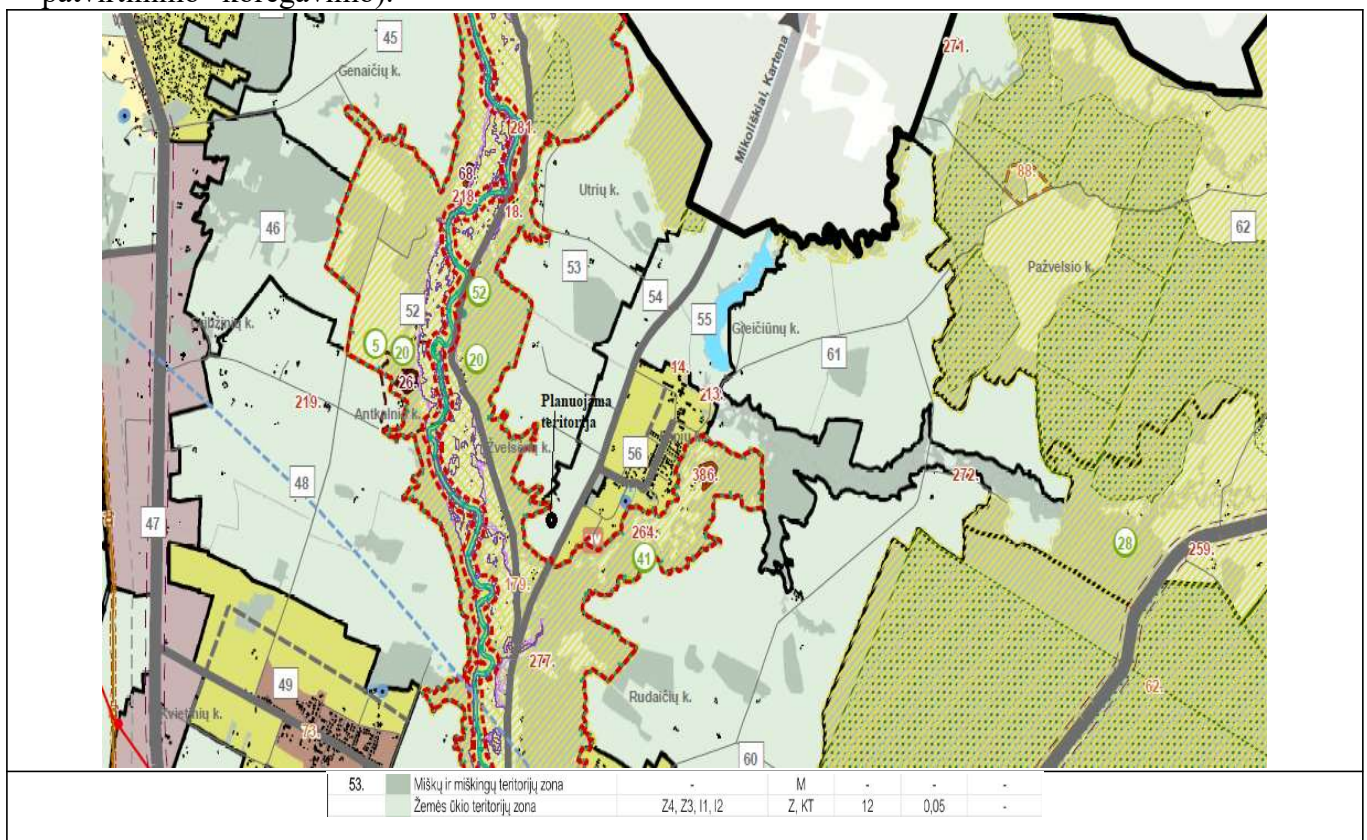 patvirtinimo" koregavimo).
45
Genaičių k.
271.
Mikoliškiai, Kartena
281.
68.
218.
18.
Utrių k.
88.
46
62
53
Pažvelsio k.
54
52
52
55
Greičiūnų k.
5
20
20
61
26.
14.
219.
213.
Planuojama
teritorija
Antkalnio k.
56
48
386.
272.
47
264.
41
28
259.
179.
277.
49
62.
Rudaičių k.
Kvietinių k.
73.
60
53. Miškų ir miškingų teritorijų zona - M - - -
Žemės ūkio teritorijų zona Z4, Z3, I1, I2 Z, KT 12 0,05 -